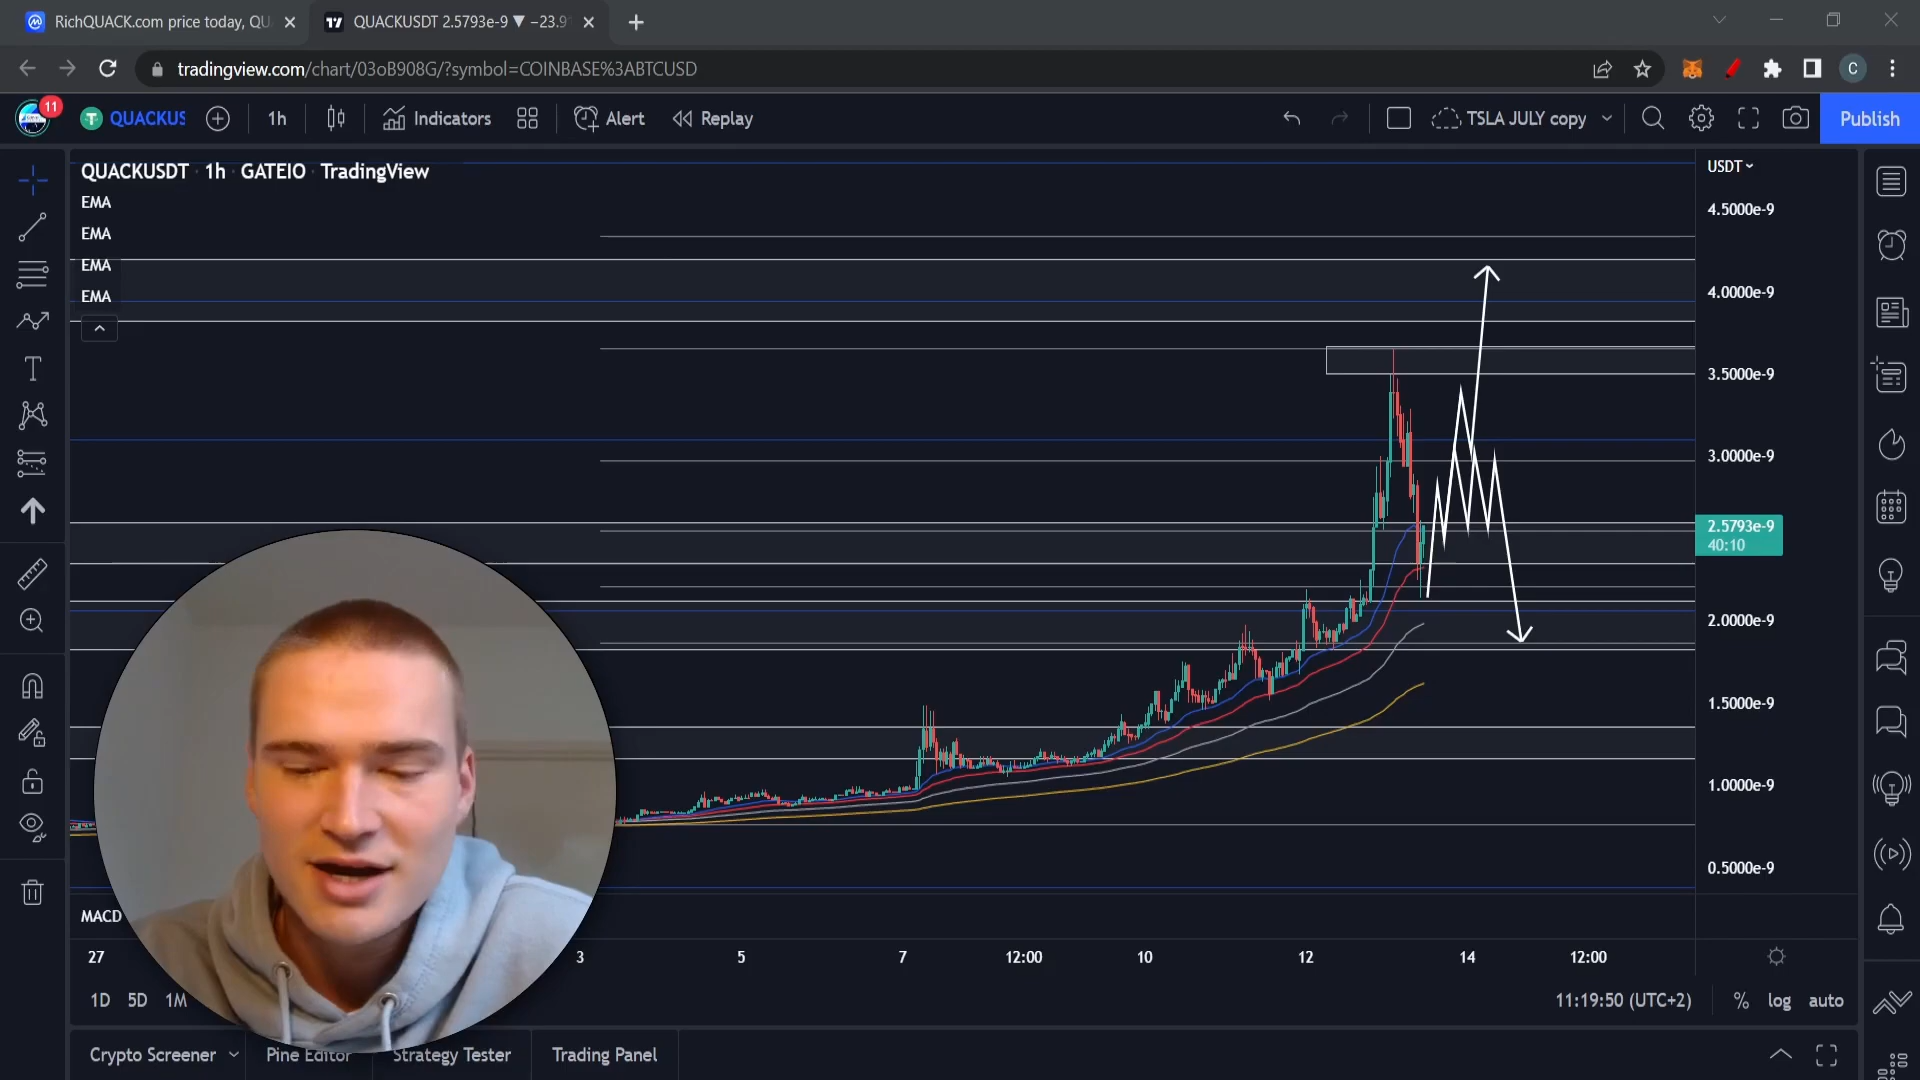 RichQUACK.com price today, QU
QUACKUSDT 2.5793e-9 ▼ −23.9
tradingview.com/chart/03oB908G/?symbol=COINBASE%3ABTCUSD
C
11
QUACKUS
1h
Indicators
Alert
Replay
TSLA JULY copy
Publish
QUACKUSDT · 1h · GATEIO · TradingView
EMA
EMA
EMA
EMA
USDT
4.5000e-9
4.0000e-9
3.5000e-9
3.0000e-9
2.5793e-9
40:10
2.0000e-9
1.5000e-9
1.0000e-9
0.5000e-9
MACD
27 3 5 7 12:00 10 12 14 12:00
1D 5D 1M
11:19:50 (UTC+2) % log auto
Crypto Screener Pine Editor Strategy Tester Trading Panel